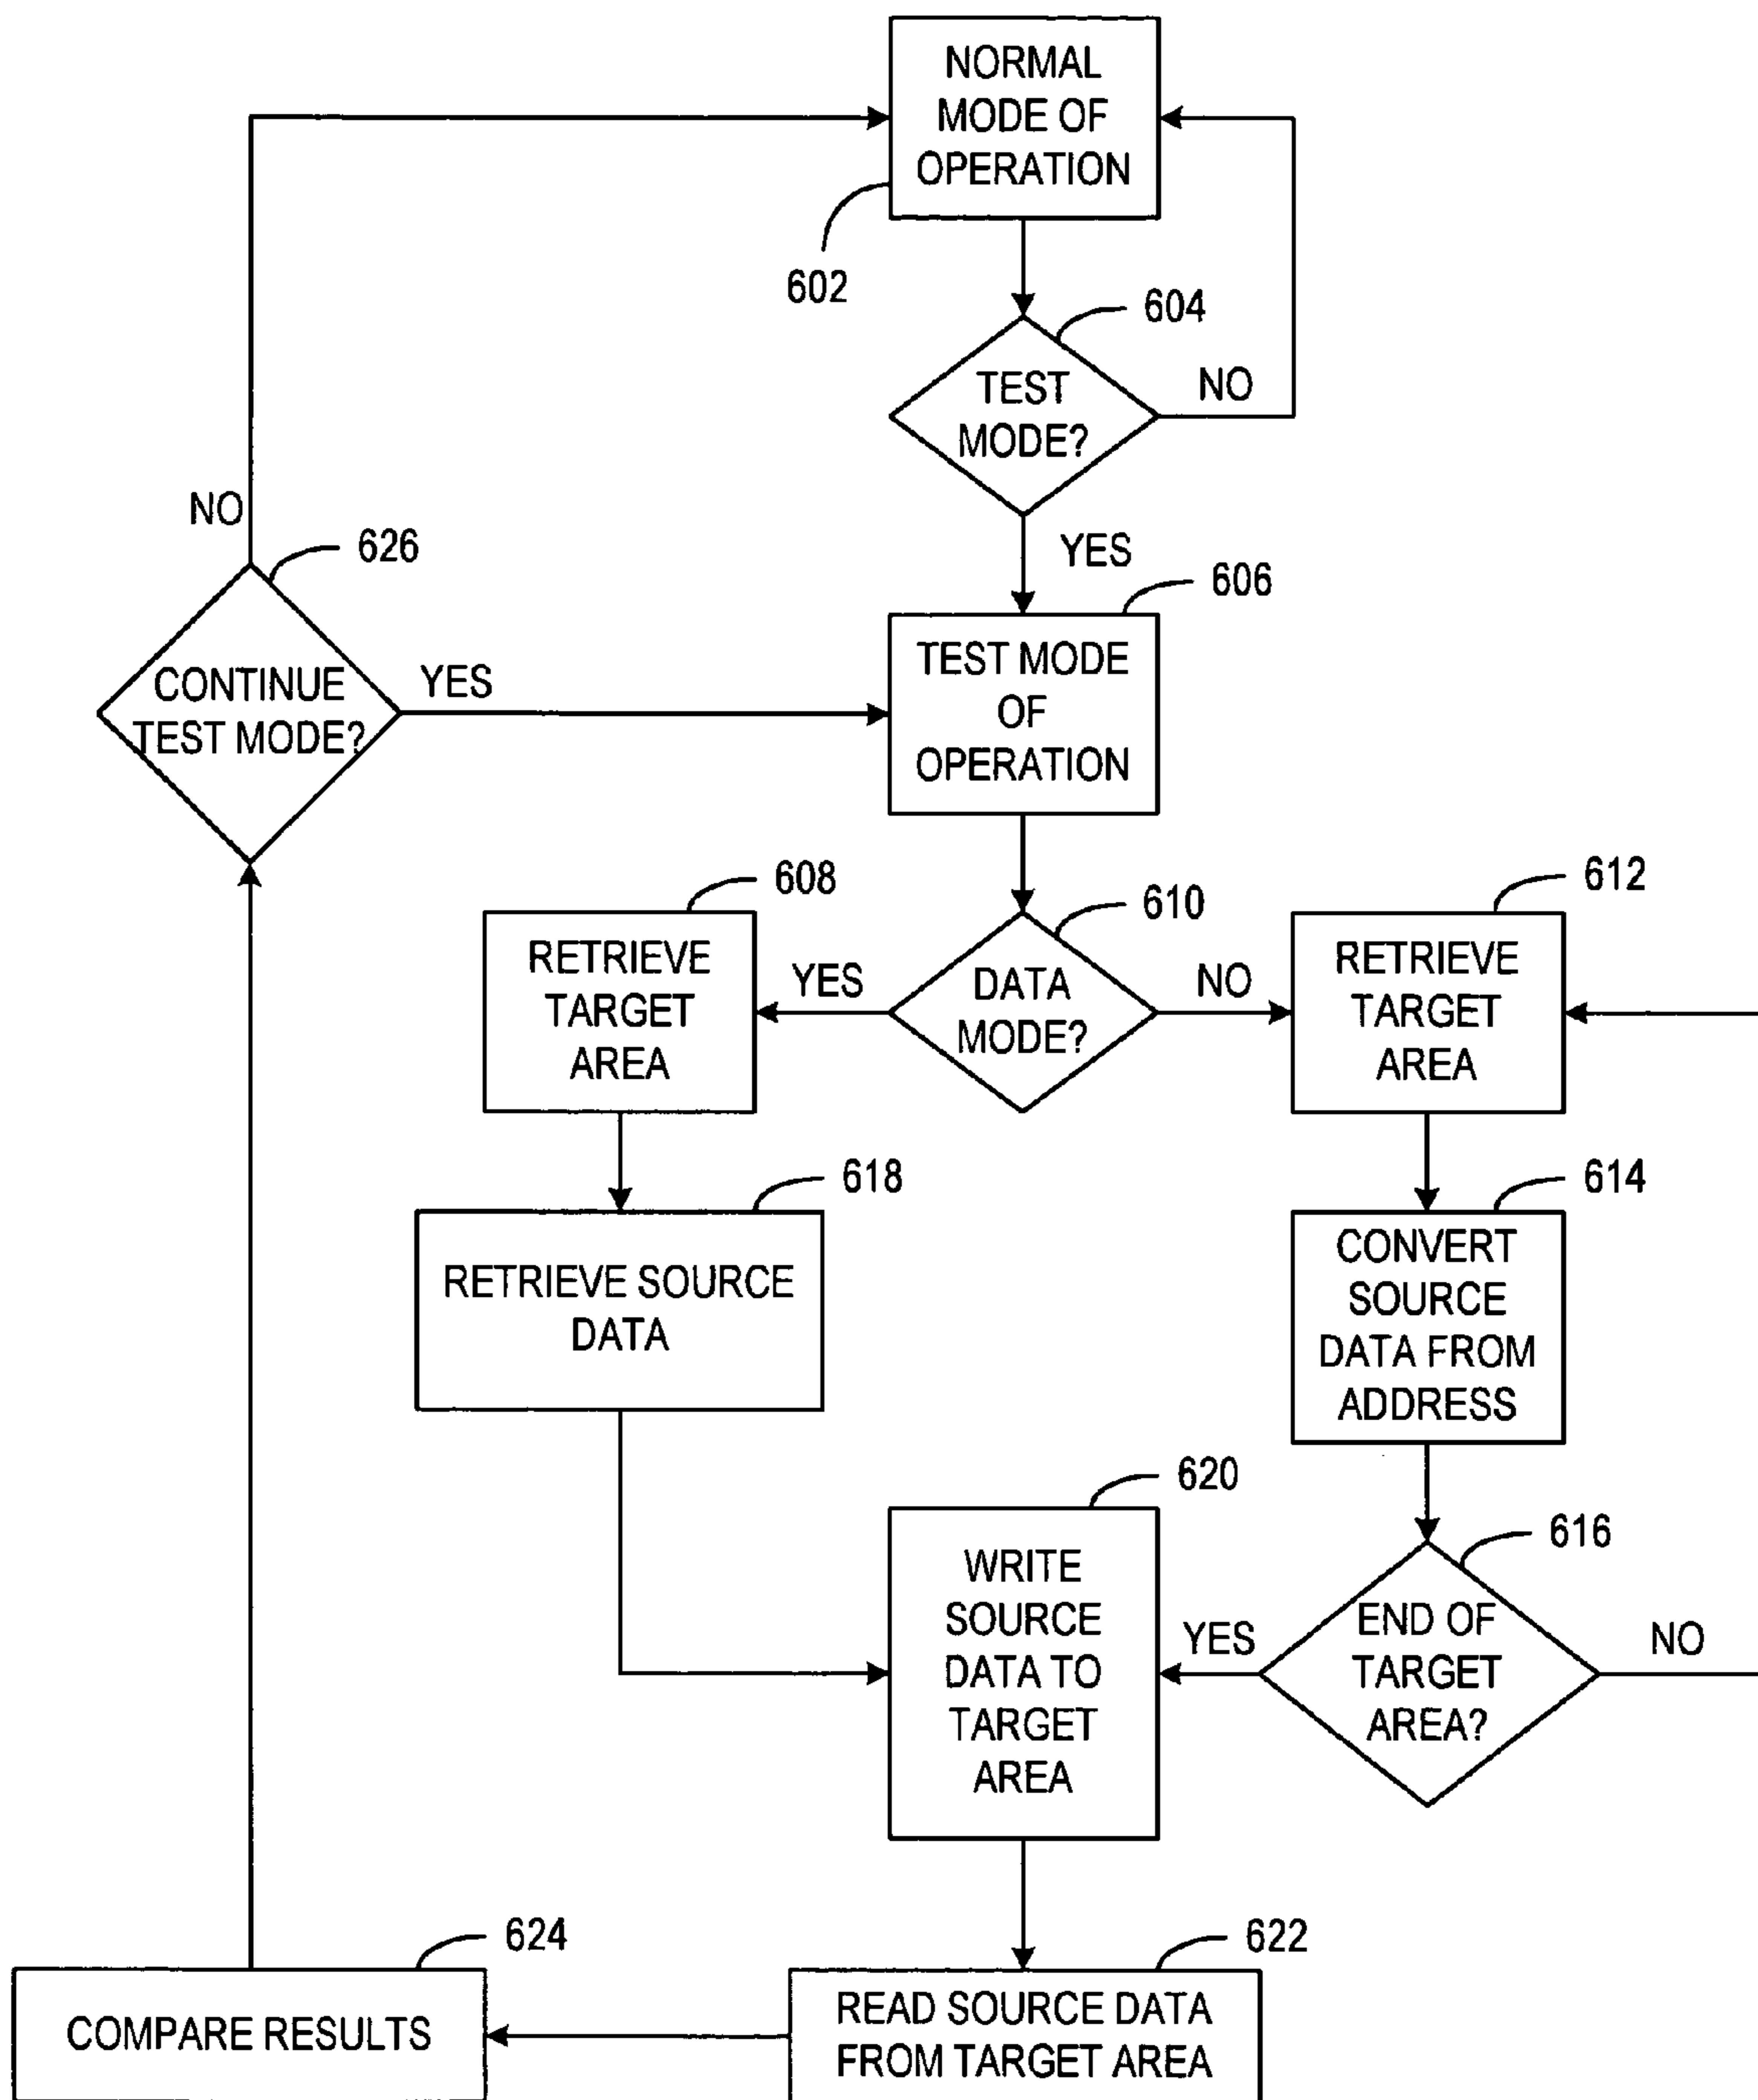 NORMAL
MODE OF
OPERATION
602
604
TEST
MODE?
NO
YES
NO
626
CONTINUE
TEST MODE?
YES
606
TEST MODE
OF
OPERATION
608
RETRIEVE
TARGET
AREA
YES
610
DATA
MODE?
NO
612
RETRIEVE
TARGET
AREA
618
RETRIEVE SOURCE
DATA
614
CONVERT
SOURCE
DATA FROM
ADDRESS
620
WRITE
SOURCE
DATA TO
TARGET
AREA
YES
616
END OF
TARGET
AREA?
NO
624
COMPARE RESULTS
622
READ SOURCE DATA
FROM TARGET AREA